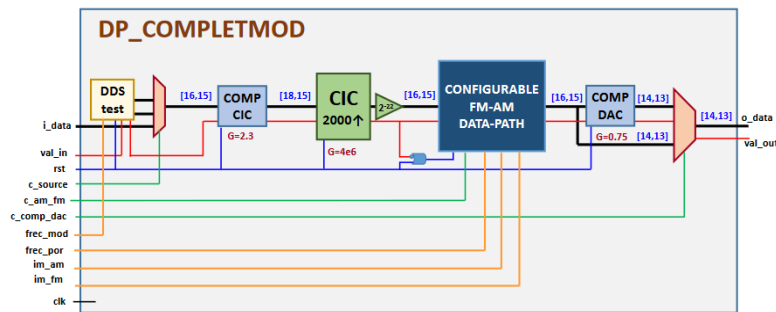 DP_COMPLETMOD
DDS
test
[16,15]
COMP
CIC
G=2.3
[18,15]
CIC
2000↑
G=4e6
2^-22
[16,15]
CONFIGURABLE
FM-AM
DATA-PATH
[16,15]
COMP
DAC
G=0.75
[14,13]
[14,13]
[14,13]
o_data
val_out
i_data
val_in
rst
c_source
c_am_fm
c_comp_dac
frec_mod
frec_por
im_am
im_fm
clk